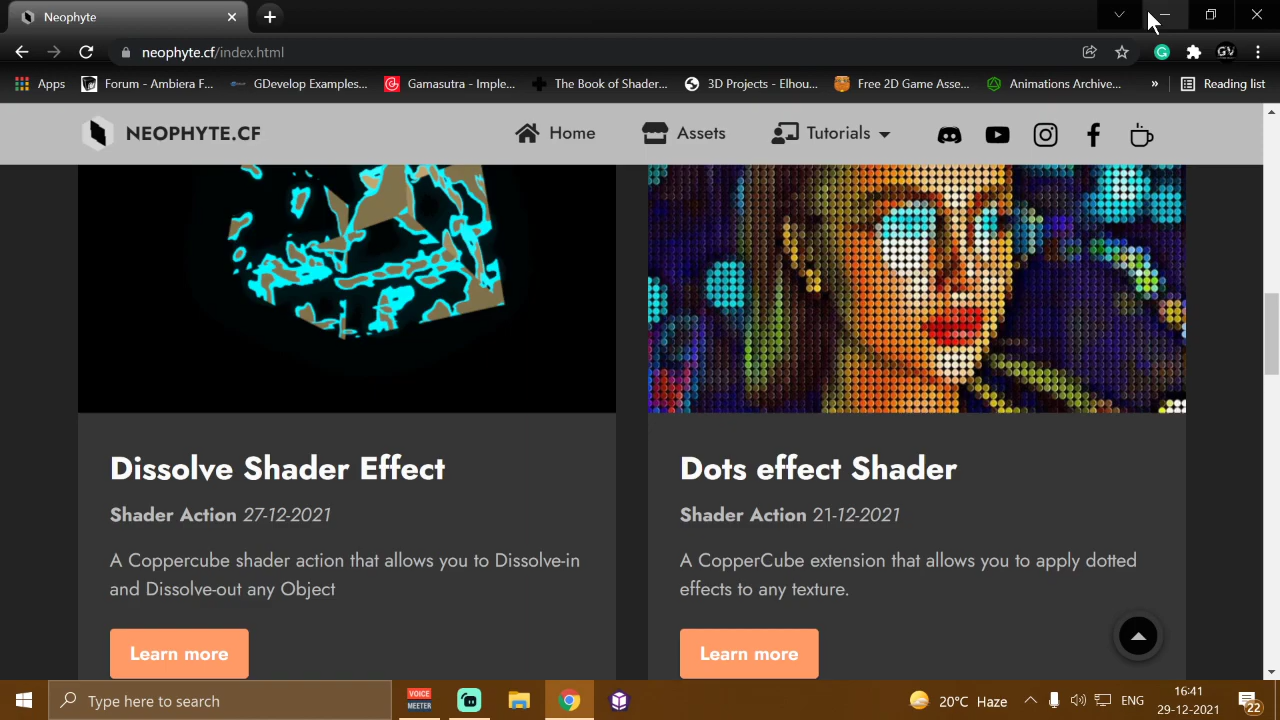 Neophyte
neophyte.cf/index.html
GV
Apps
Forum - Ambiera F...
GDevelop Examples...
Gamasutra - Imple...
The Book of Shader...
3D Projects - Elhou...
Free 2D Game Asse...
Animations Archive...
»
Reading list
NEOPHYTE.CF
Home
Assets
Tutorials
Dissolve Shader Effect
Shader Action 27-12-2021
A Coppercube shader action that allows you to Dissolve-in
and Dissolve-out any Object
Learn more
Dots effect Shader
Shader Action 21-12-2021
A CopperCube extension that allows you to apply dotted
effects to any texture.
Learn more
Type here to search
VOICE
MEETER
20°C Haze
ENG
16:41
29-12-2021
22